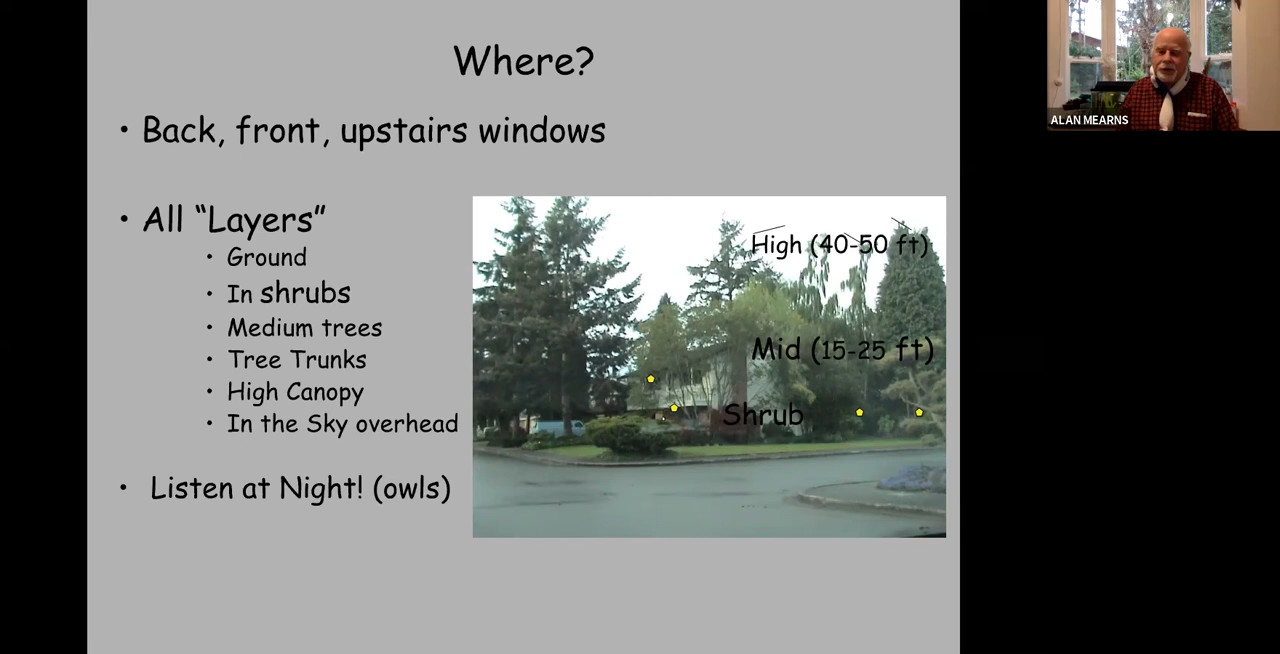 Where?
• Back, front, upstairs windows
• All “Layers”
• Ground
• In shrubs
• Medium trees
• Tree Trunks
• High Canopy
• In the Sky overhead
• Listen at Night! (owls)
High (40-50 ft)
Mid (15-25 ft)
Shrub
ALAN MEARNS